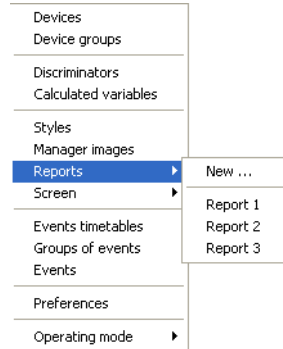 Devices
Device groups
Discriminators
Calculated variables
Styles
Manager images
Reports
Screen
Events timetables
Groups of events
Events
Preferences
Operating mode
New ...
Report 1
Report 2
Report 3